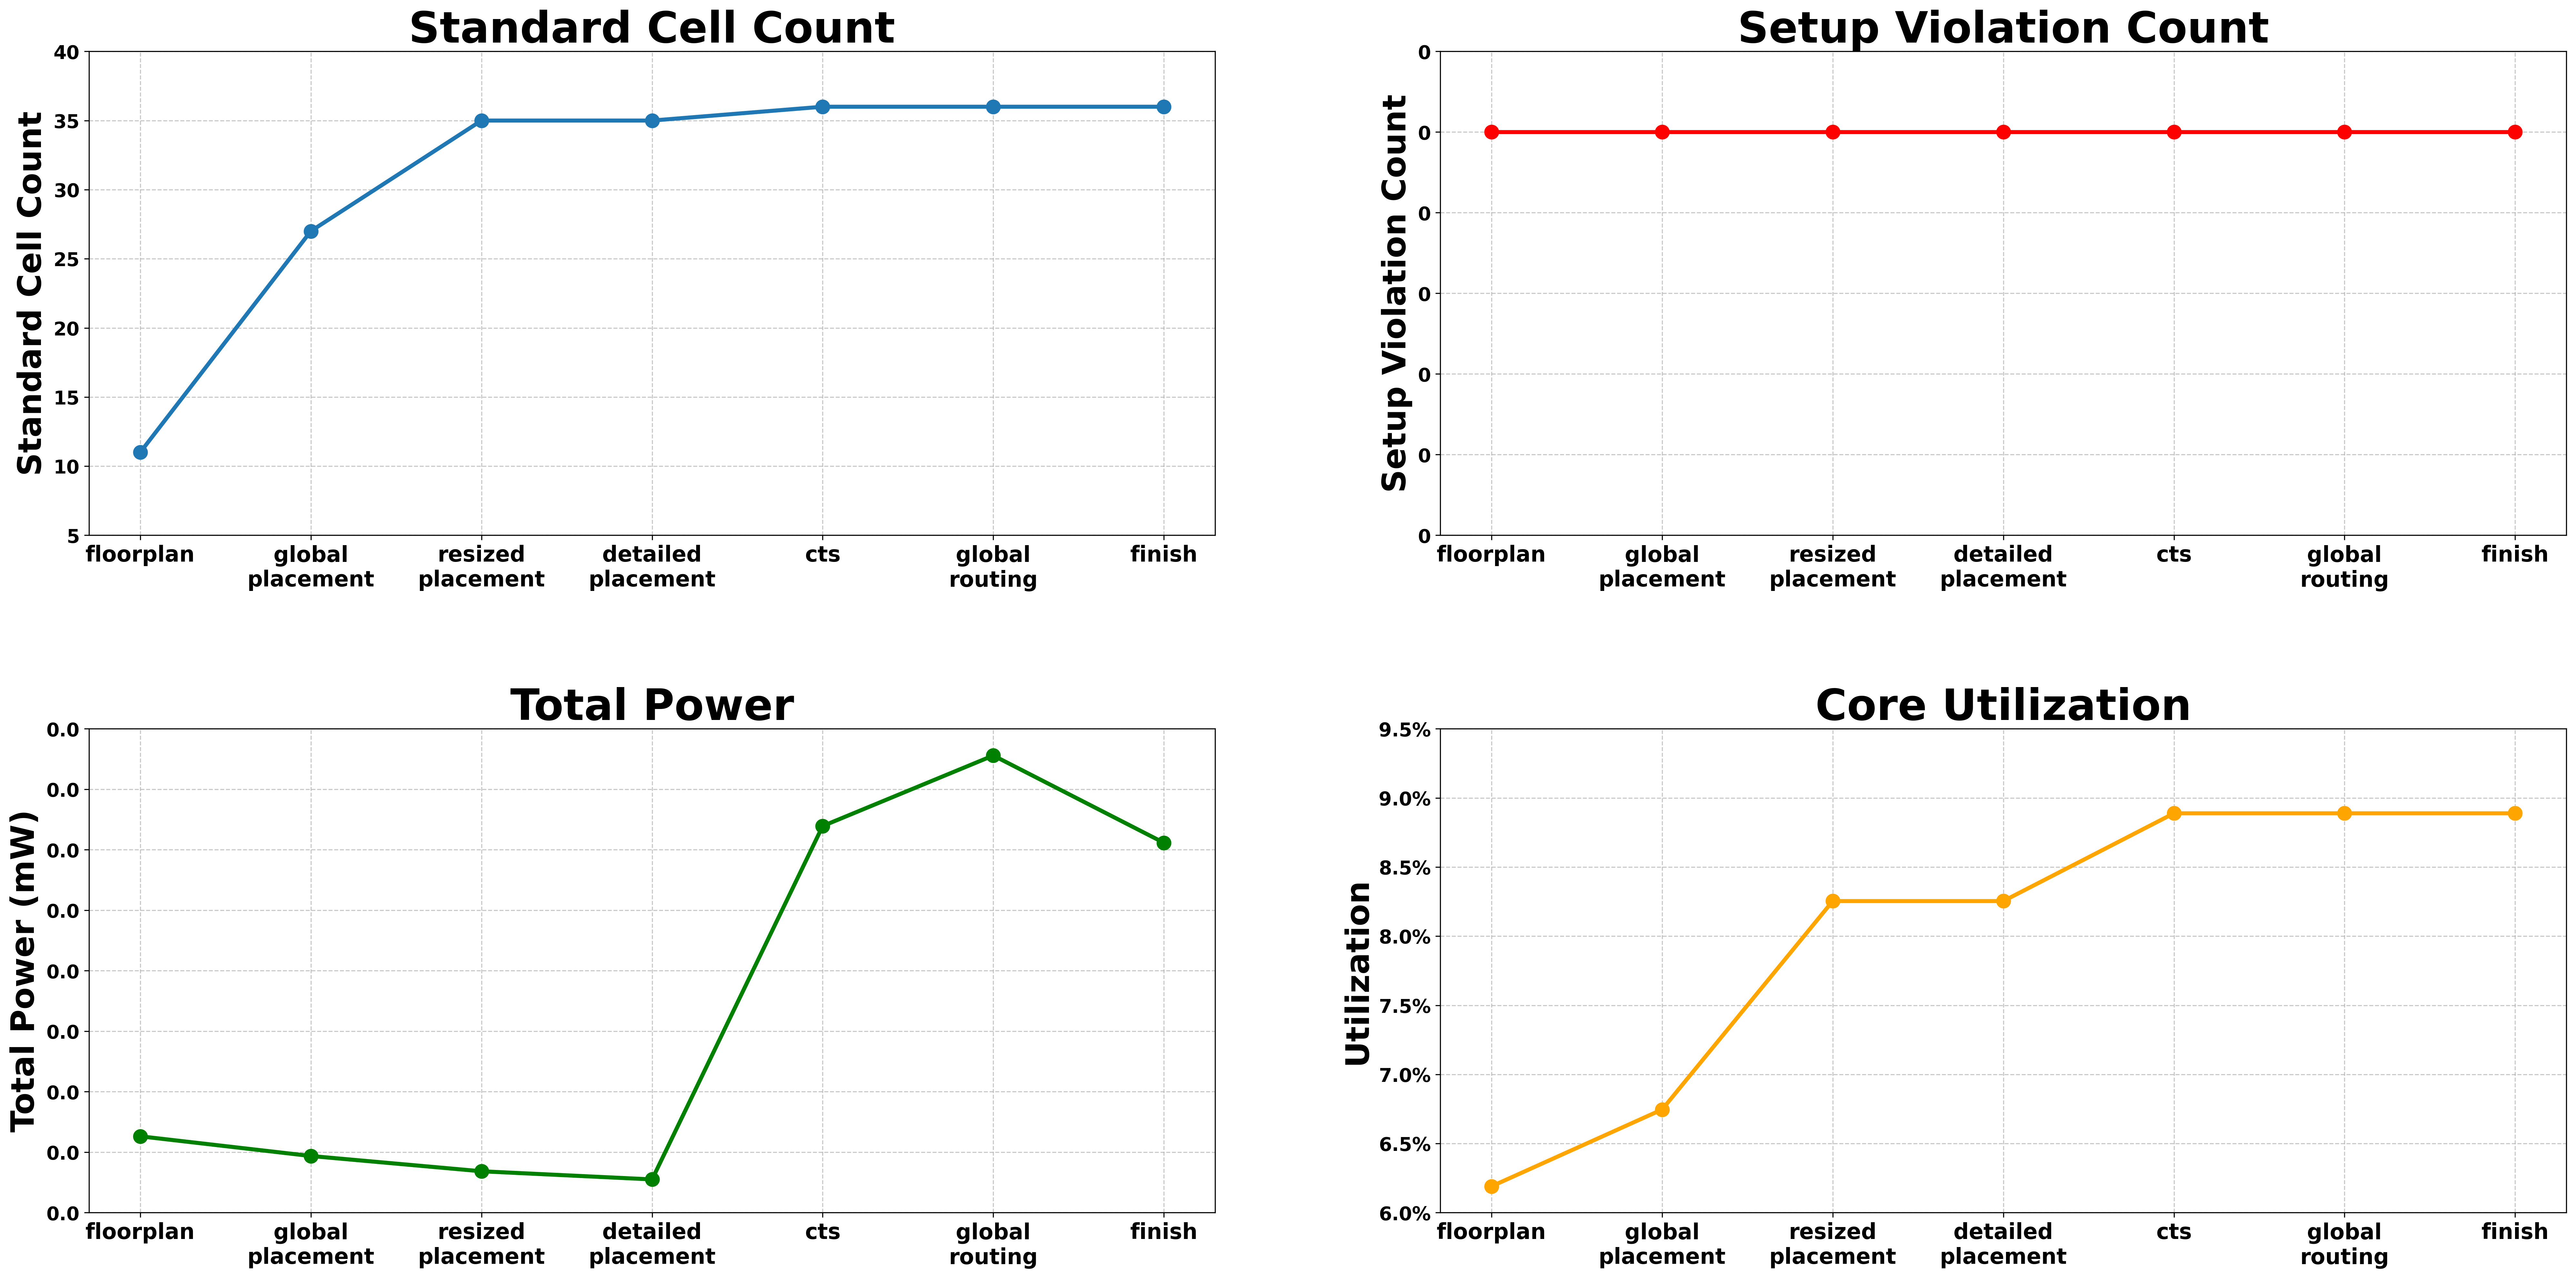 Standard Cell Count
Standard Cell Count
40
35
30
25
20
15
10
5
floorplan
global
placement
resized
placement
detailed
placement
cts
global
routing
finish
Setup Violation Count
Setup Violation Count
0
0
0
0
0
0
0
floorplan
global
placement
resized
placement
detailed
placement
cts
global
routing
finish
Total Power
Total Power (mW)
0.0
0.0
0.0
0.0
0.0
0.0
0.0
0.0
0.0
floorplan
global
placement
resized
placement
detailed
placement
cts
global
routing
finish
Core Utilization
Utilization
9.5%
9.0%
8.5%
8.0%
7.5%
7.0%
6.5%
6.0%
floorplan
global
placement
resized
placement
detailed
placement
cts
global
routing
finish